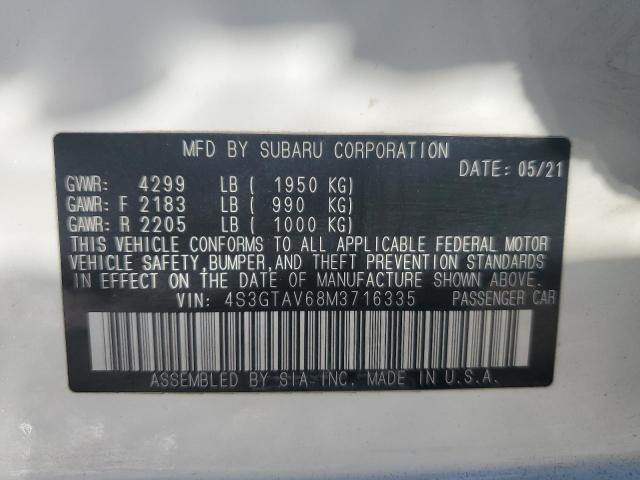 MFD BY SUBARU CORPORATION
DATE: 05/21
GVWR: 4299 LB ( 1950 KG)
GAWR: F 2183 LB ( 990 KG)
GAWR: R 2205 LB ( 1000 KG)
THIS VEHICLE CONFORMS TO ALL APPLICABLE FEDERAL MOTOR
VEHICLE SAFETY, BUMPER, AND THEFT PREVENTION STANDARDS
IN EFFECT ON THE DATE OF MANUFACTURE SHOWN ABOVE.
VIN: 4S3GTAV68M3716335 PASSENGER CAR
ASSEMBLED BY SIA-INC. MADE IN U.S.A.